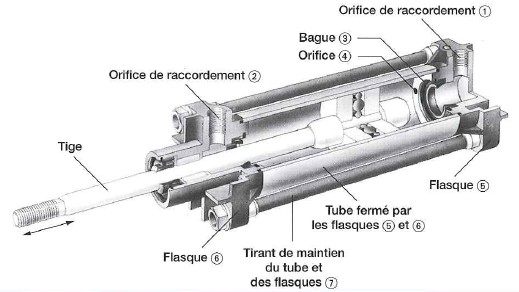 Orifice de raccordement ①
Bague ③
Orifice ④
Orifice de raccordement ②
Tige
Flasque ⑤
Tube fermé par
les flasques ⑤ et ⑥
Flasque ⑥
Tirant de maintien
du tube et
des flasques ⑦